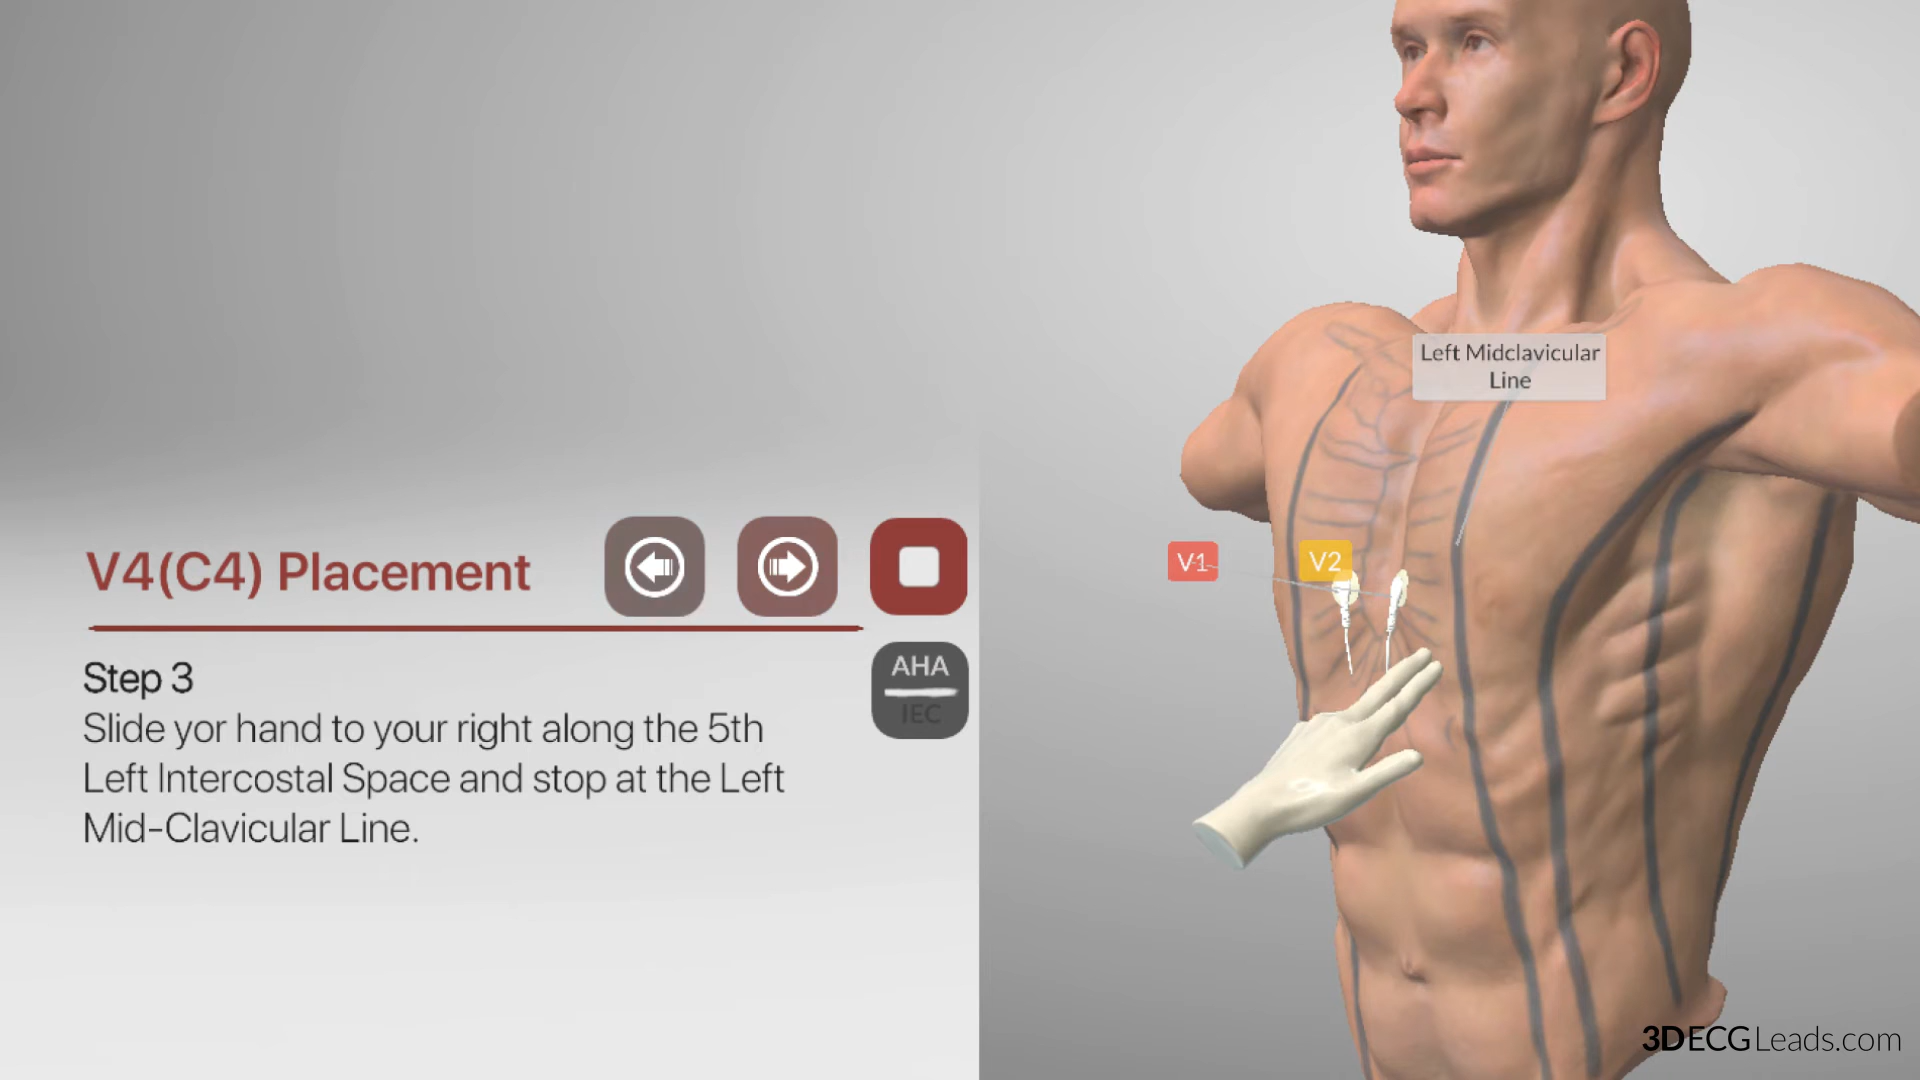 V4(C4) Placement
Step 3
Slide yor hand to your right along the 5th
Left Intercostal Space and stop at the Left
Mid-Clavicular Line.
AHA
IEC
Left Midclavicular
Line
V1
V2
3DECGLeads.com